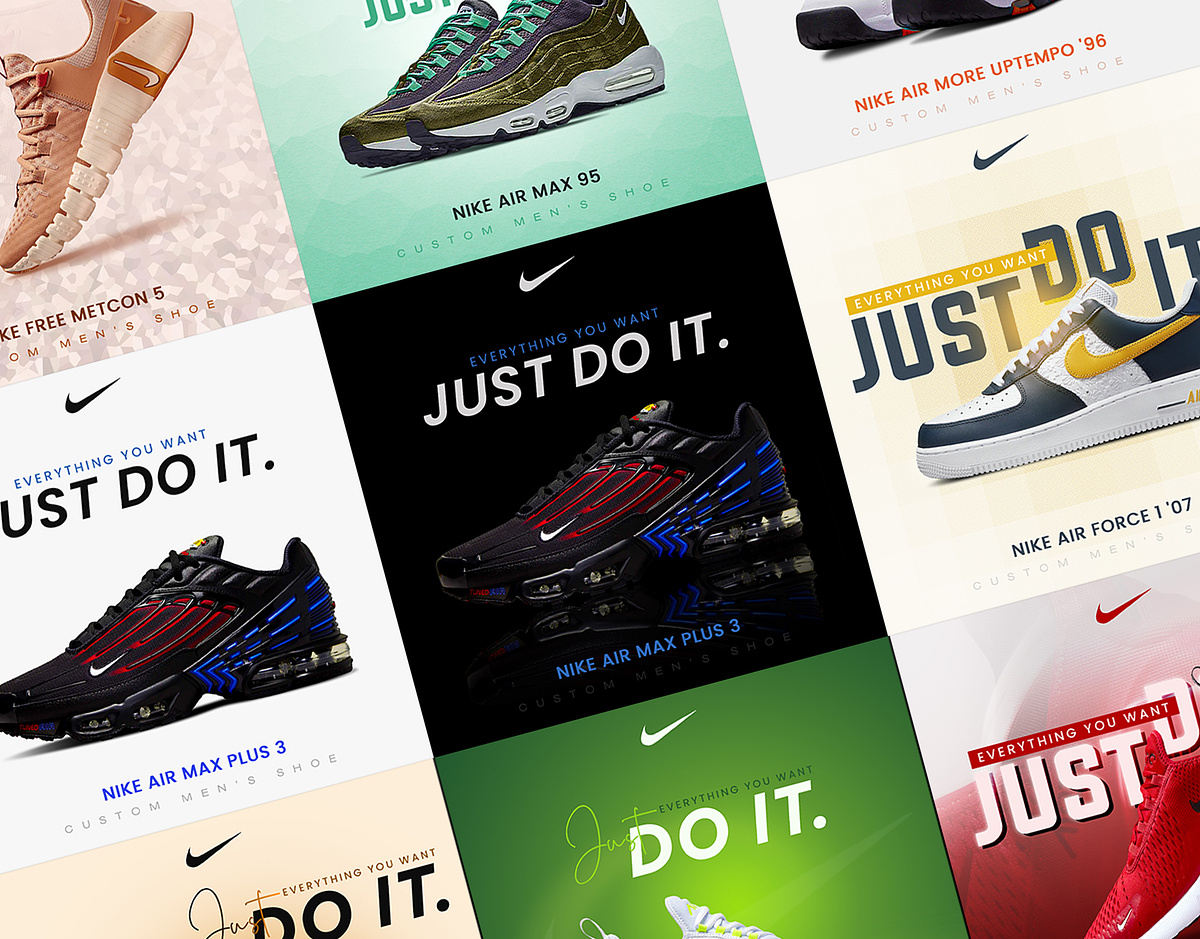 JUST
NIKE AIR MAX 95
CUSTOM MEN'S SHOE
NIKE AIR MORE UPTEMPO '96
CUSTOM MEN'S SHOE
KE FREE METCON 5
OM MEN'S SHOE
EVERYTHING YOU WANT
JUST DO IT.
NIKE AIR MAX PLUS 3
CUSTOM MEN'S SHOE
EVERYTHING YOU WANT
JUST DO IT
NIKE AIR FORCE 1 '07
CUSTOM MEN'S S
EVERYTHING YOU WANT
UST DO IT.
NIKE AIR MAX PLUS 3
CUSTOM MEN'S SHOE
EVERYTHING YOU WANT
Just DO IT.
EVERYTHING YOU WANT
Just DO IT.
EVERYTHING YOU WANT
JUST D